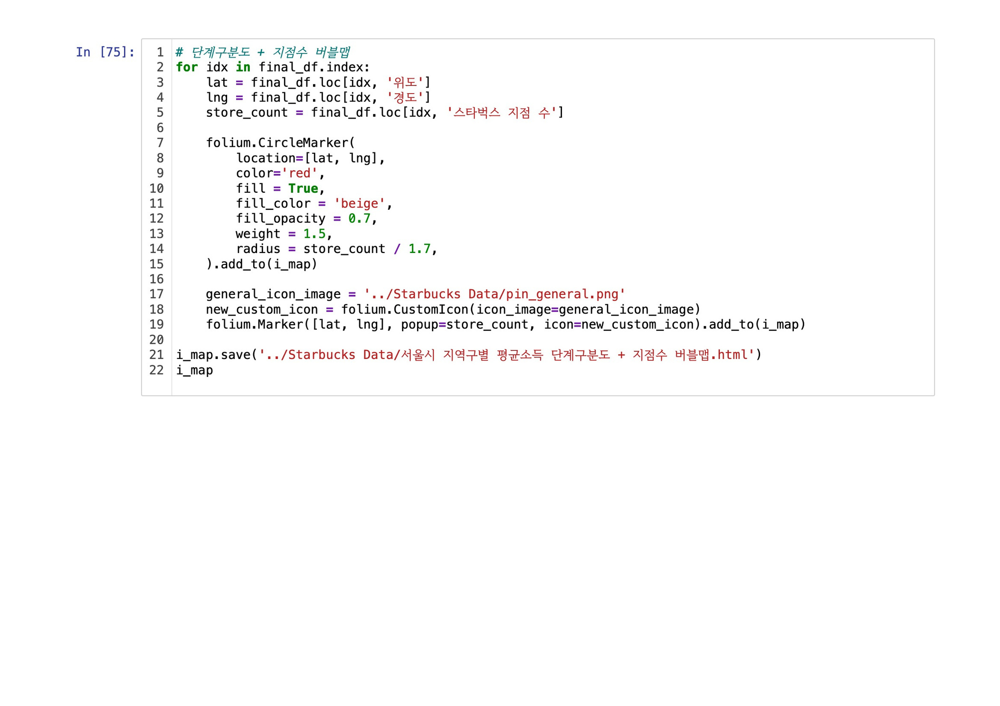 In [75]:
1 # 단계구분도 + 지점수 버블맵
2 for idx in final_df.index:
3     lat = final_df.loc[idx, '위도']
4     lng = final_df.loc[idx, '경도']
5     store_count = final_df.loc[idx, '스타벅스 지점 수']
6
7     folium.CircleMarker(
8         location=[lat, lng],
9         color='red',
10         fill = True,
11         fill_color = 'beige',
12         fill_opacity = 0.7,
13         weight = 1.5,
14         radius = store_count / 1.7,
15     ).add_to(i_map)
16
17     general_icon_image = '../Starbucks Data/pin_general.png'
18     new_custom_icon = folium.CustomIcon(icon_image=general_icon_image)
19     folium.Marker([lat, lng], popup=store_count, icon=new_custom_icon).add_to(i_map)
20
21 i_map.save('../Starbucks Data/서울시 지역구별 평균소득 단계구분도 + 지점수 버블맵.html')
22 i_map